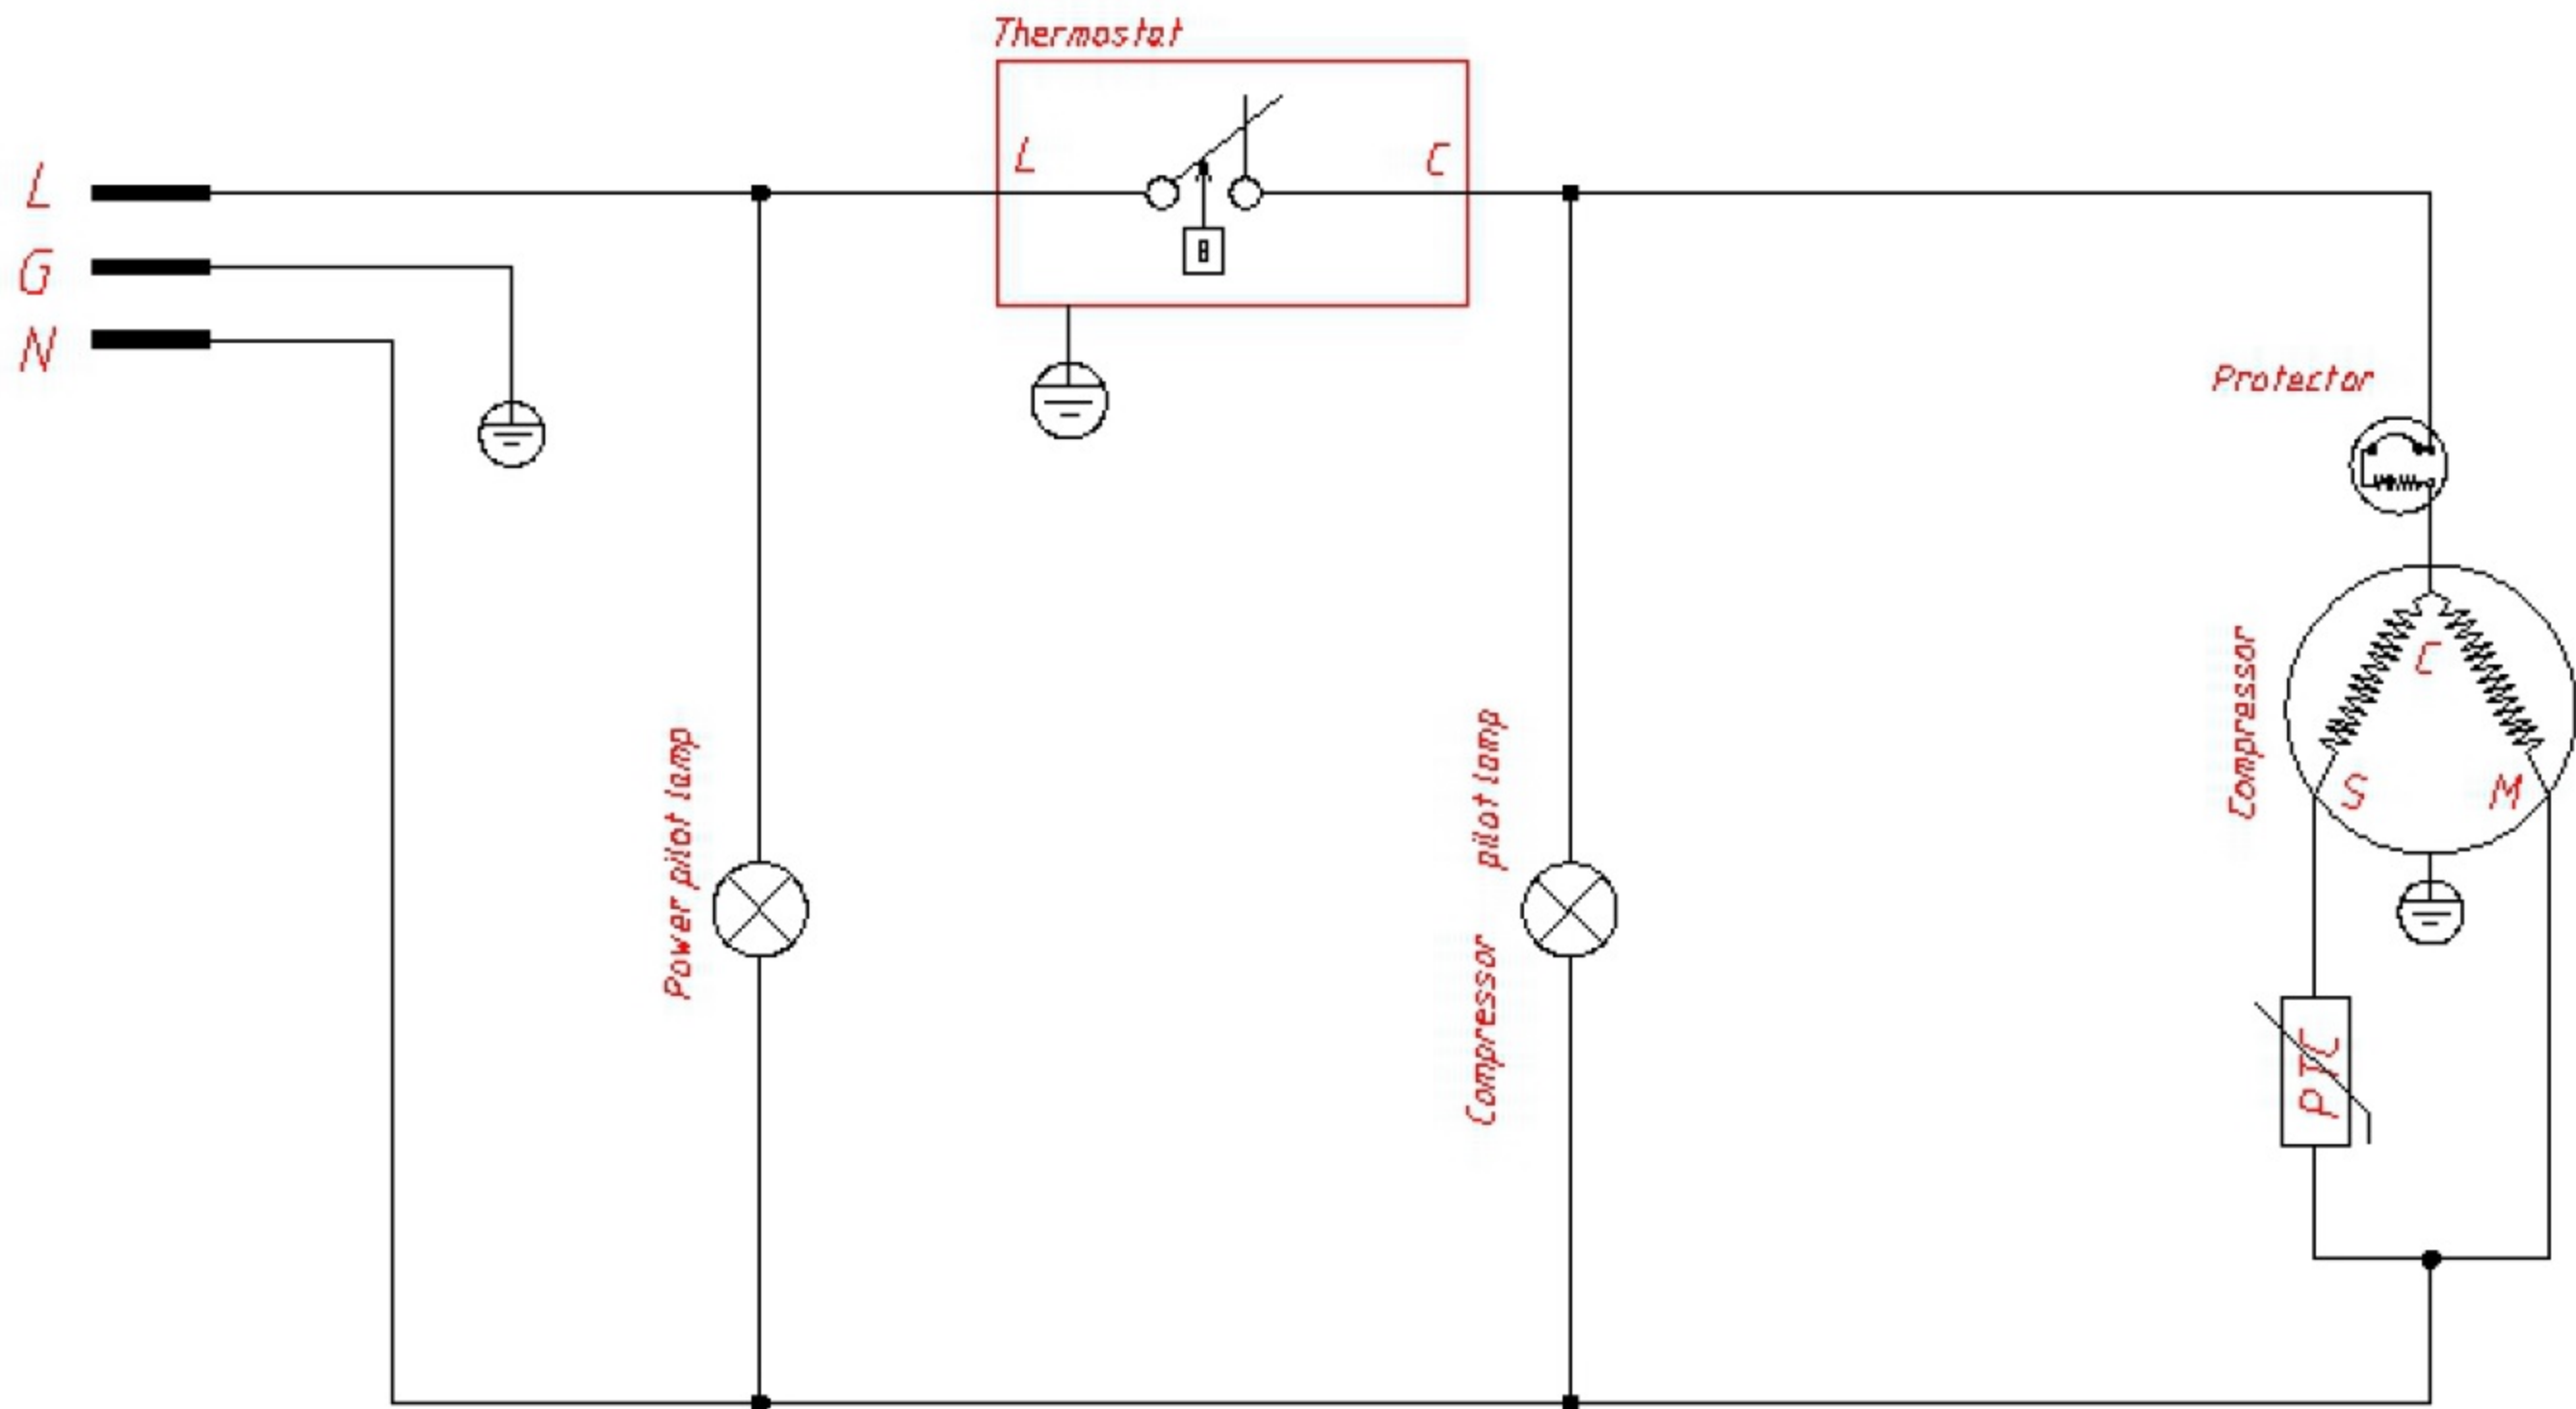 Thermostat
L
C
L
G
N
Protector
Power pilot lamp
Compressor pilot lamp
Compressor
C
S
M
PTC